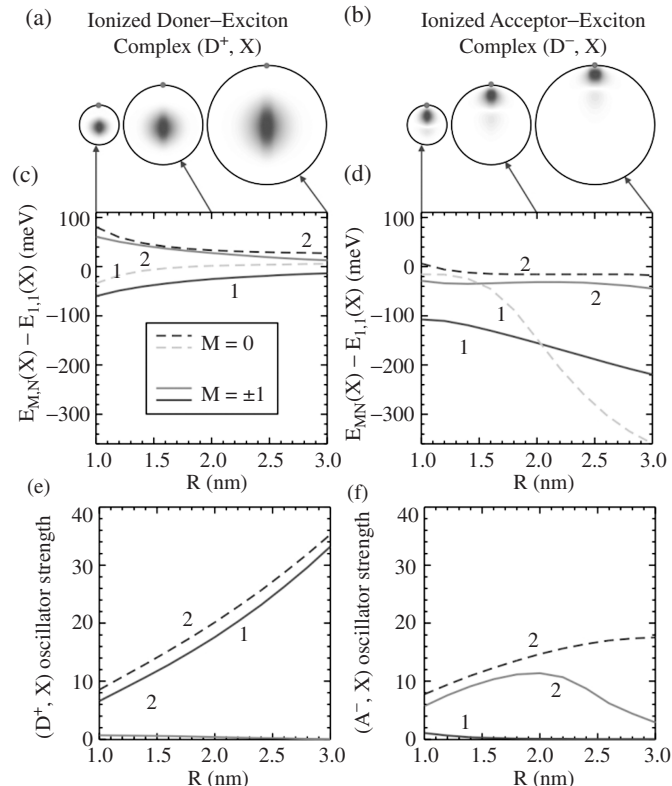 (a) Ionized Doner–Exciton
Complex (D+, X)
(b) Ionized Acceptor–Exciton
Complex (D−, X)
(c)
E_M,N(X) − E_1,1(X) (meV)
100
0
−100
−200
−300
2
1
2
1
M = 0
M = ±1
1.0 1.5 2.0 2.5 3.0
R (nm)
(d)
E_MN(X) − E_1,1(X) (meV)
100
0
−100
−200
−300
2
2
1
1
1.0 1.5 2.0 2.5 3.0
R (nm)
(e)
(D+, X) oscillator strength
40
30
20
10
0
2
1
2
1.0 1.5 2.0 2.5 3.0
R (nm)
(f)
(A−, X) oscillator strength
40
30
20
10
0
2
2
1
1.0 1.5 2.0 2.5 3.0
R (nm)